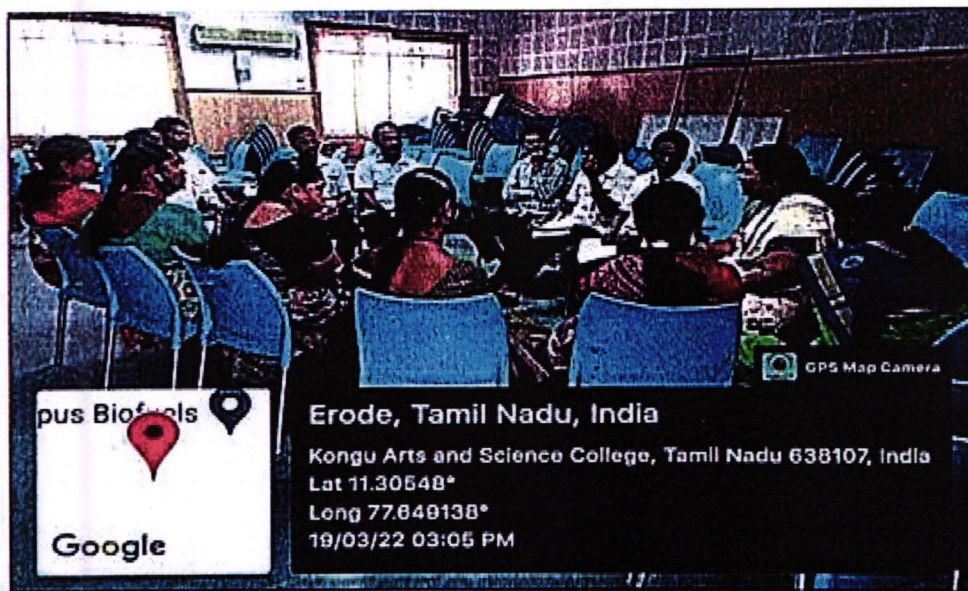 GPS Map Camera
pus Biofuels
Google
Erode, Tamil Nadu, India
Kongu Arts and Science College, Tamil Nadu 638107, India
Lat 11.30548°
Long 77.649138°
19/03/22 03:05 PM